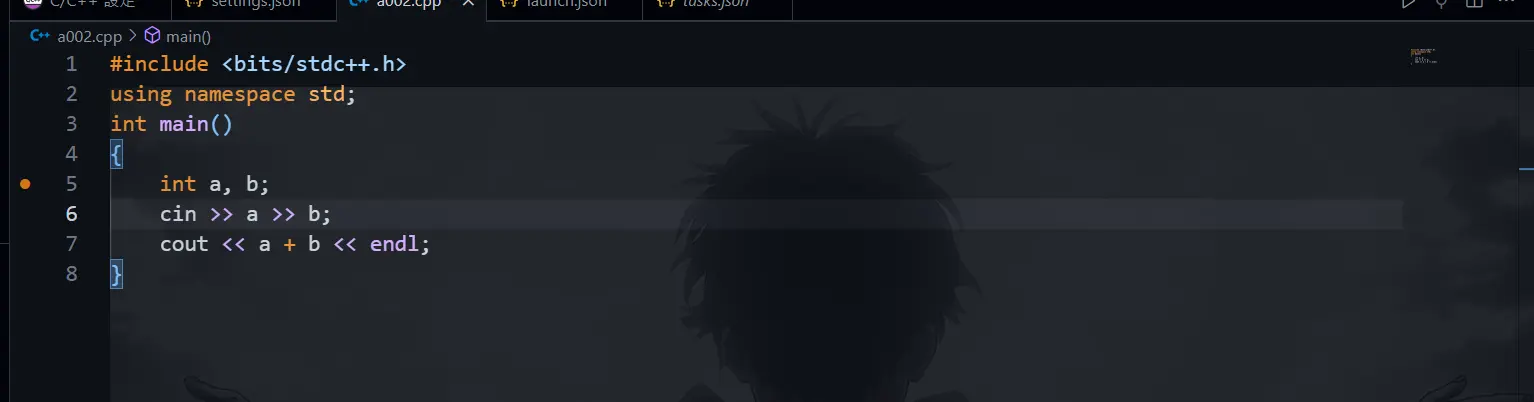 C/C++ 設定 settings.json a002.cpp launch.json tasks.json
a002.cpp > main()
1 #include <bits/stdc++.h>
2 using namespace std;
3 int main()
4 {
5 int a, b;
6 cin >> a >> b;
7 cout << a + b << endl;
8 }